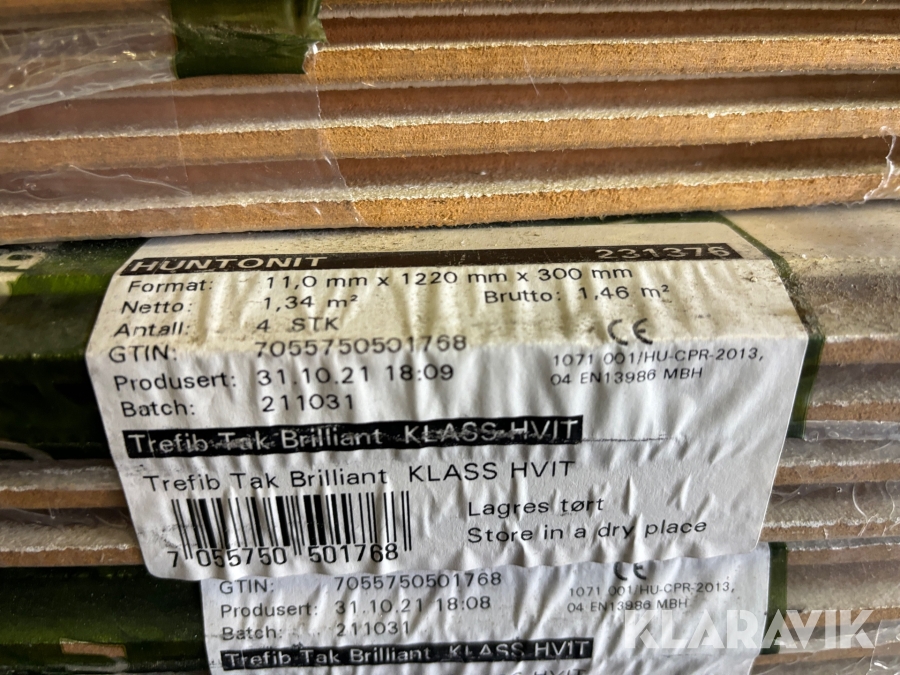 HUNTONIT 231376
Format: 11,0 mm x 1220 mm x 300 mm
Netto: 1,34 m² Brutto: 1,46 m²
Antall: 4 STK
GTIN: 7055750501768
CE
1071 001/HU-CPR-2013,
04 EN13986 MBH
Produsert: 31.10.21 18:09
Batch: 211031
Trefib Tak Brilliant KLASS HVIT
Trefib Tak Brilliant KLASS HVIT
Lagres tørt
Store in a dry place
7 055750 501768
GTIN: 7055750501768
CE
1071 001/HU-CPR-2013,
04 EN13986 MBH
Produsert: 31.10.21 18:08
Batch: 211031
Trefib Tak Brilliant KLASS HVIT
KLARAVIK